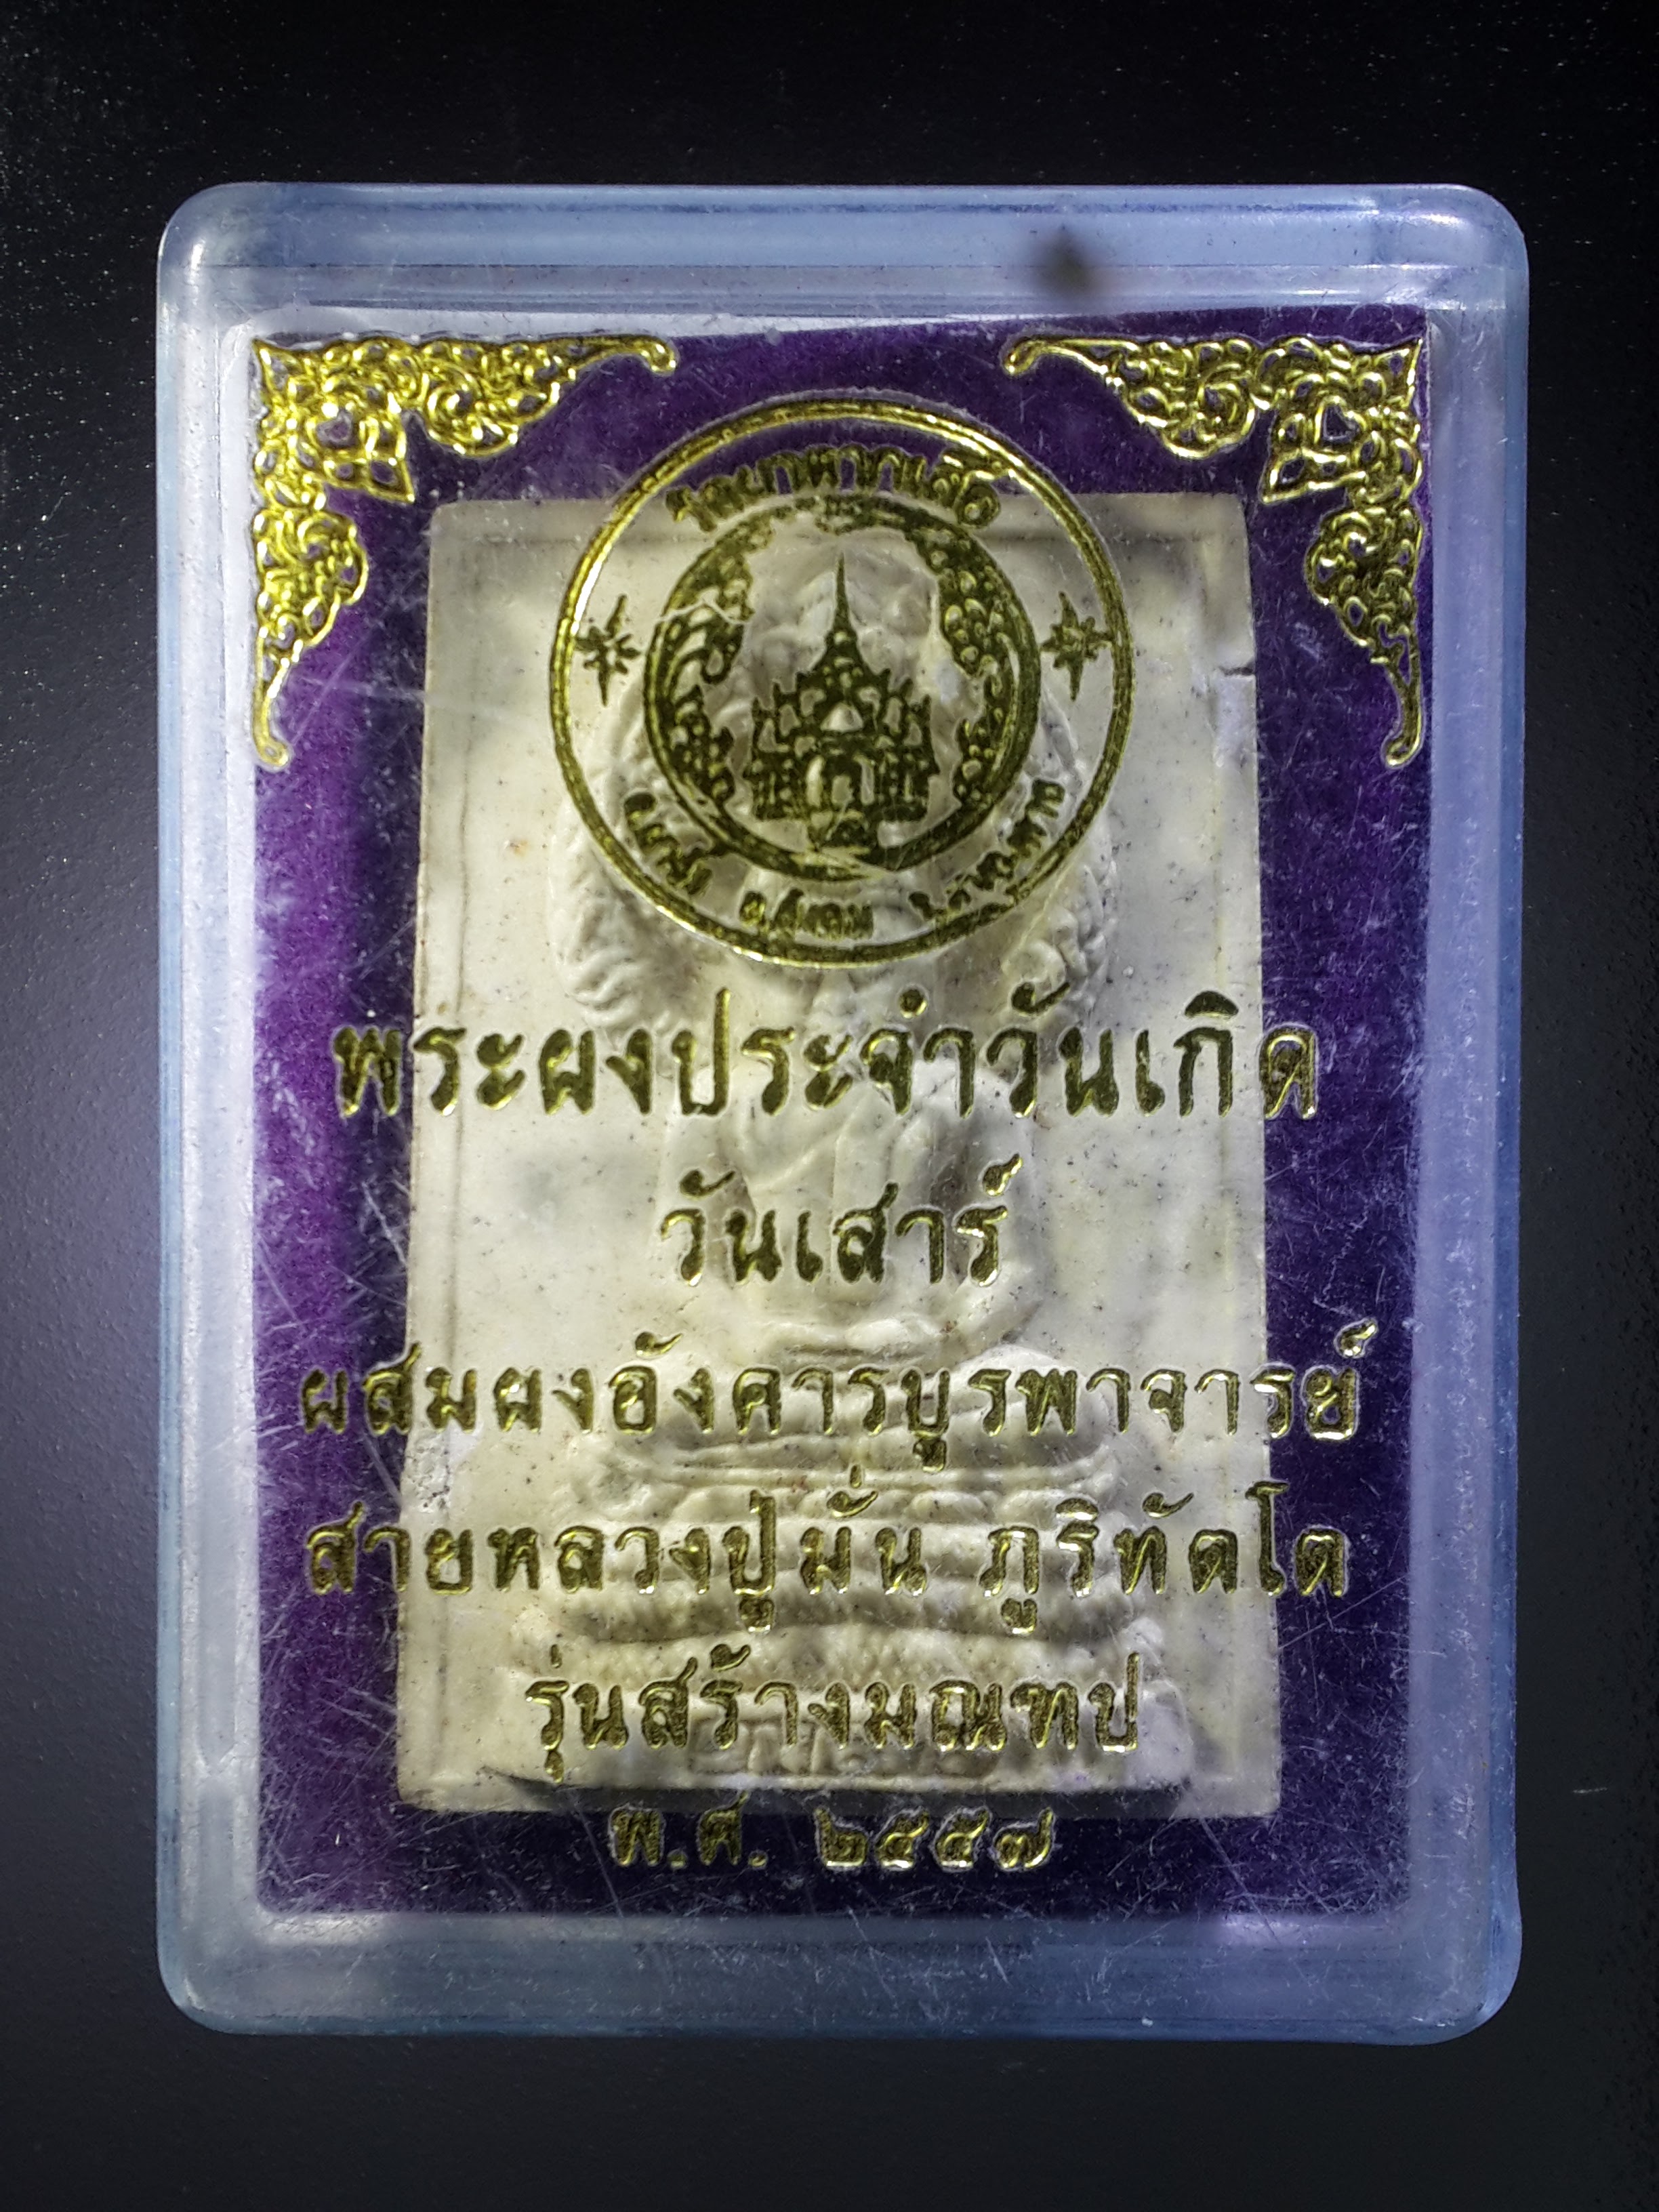 พระผงประจำวันเกิด
วันเสาร์
ผสมผงอังคารบูรพาจารย์
สายหลวงปู่มั่น ภูริทัตโต
รุ่นสร้างมณฑป
พ.ศ. ๒๕๕๗